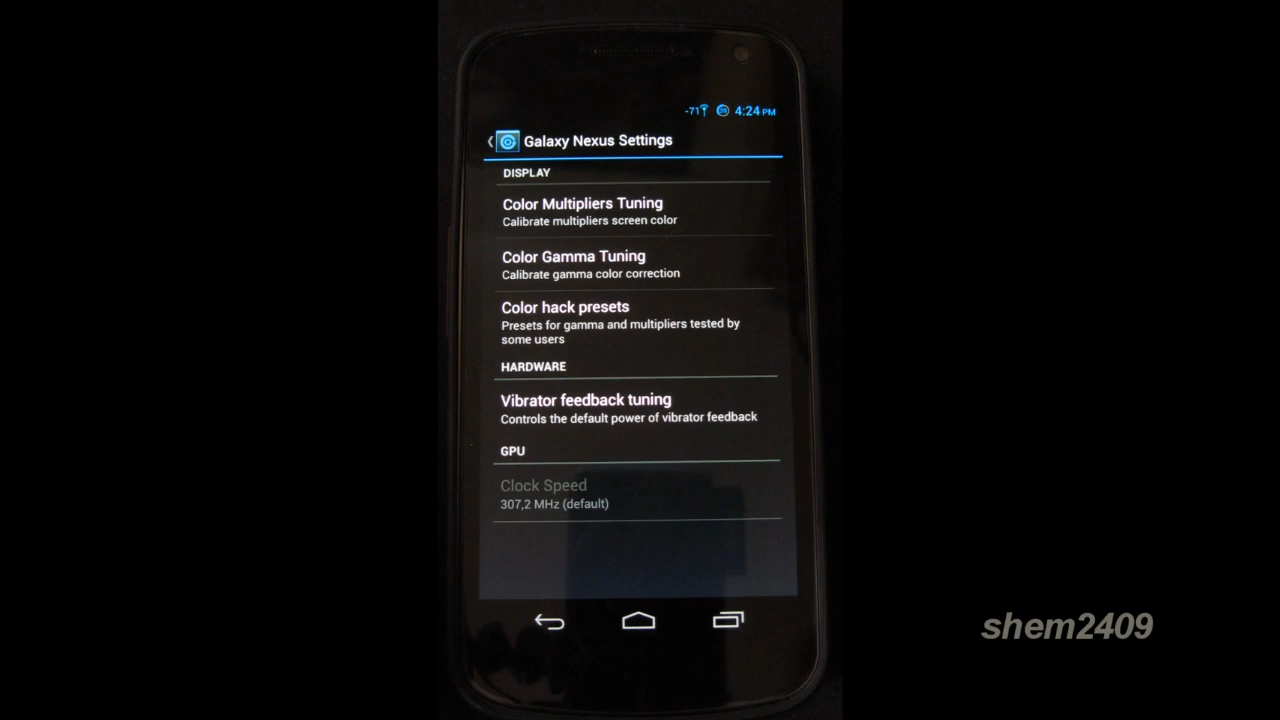 -71 4:24 PM
Galaxy Nexus Settings
DISPLAY
Color Multipliers Tuning
Calibrate multipliers screen color
Color Gamma Tuning
Calibrate gamma color correction
Color hack presets
Presets for gamma and multipliers tested by
some users
HARDWARE
Vibrator feedback tuning
Controls the default power of vibrator feedback
GPU
Clock Speed
307,2 MHz (default)
shem2409